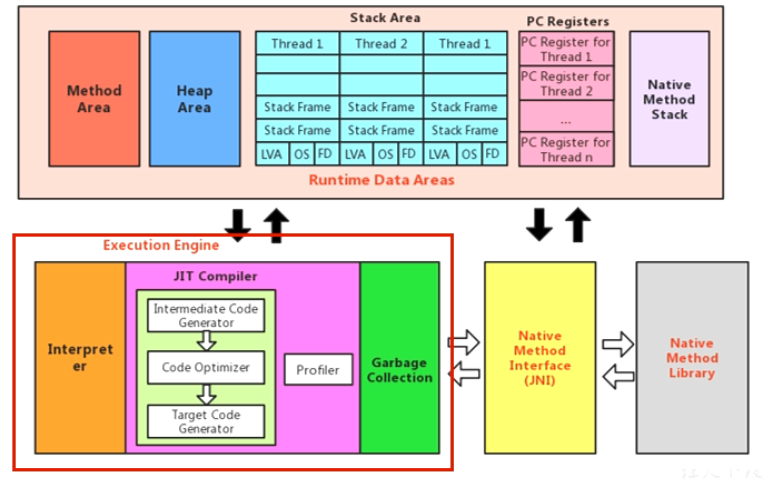 Stack Area
PC Registers
Method
Area
Heap
Area
Thread 1
Thread 2
Thread 1
Stack Frame
Stack Frame
Stack Frame
Stack Frame
Stack Frame
Stack Frame
LVA
OS
FD
LVA
OS
FD
LVA
OS
FD
PC Register for
Thread 1
PC Register for
Thread 2
...
PC Register for
Thread n
Native
Method
Stack
Runtime Data Areas
Execution Engine
Interpret
er
JIT Compiler
Intermediate Code
Generator
Code Optimizer
Target Code
Generator
Profiler
Garbage
Collection
Native
Method
Interface
(JNI)
Native
Method
Library